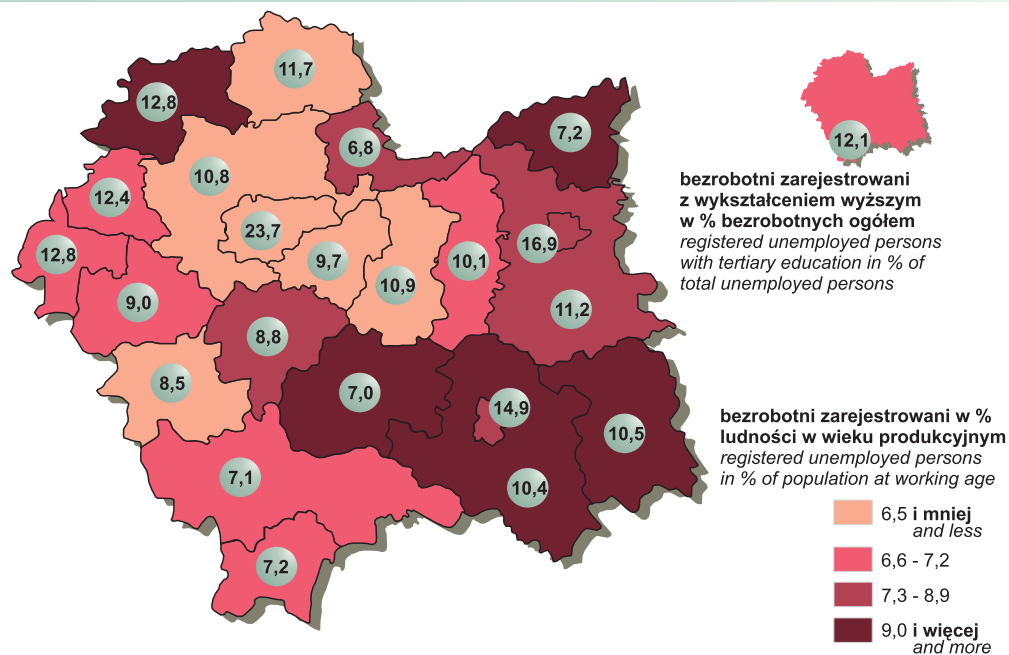 11,7
12,8
7,2
6,8
12,1
10,8
12,4
23,7
16,9
12,8
9,7
10,1
10,9
9,0
11,2
8,8
8,5
7,0
14,9
10,5
7,1
10,4
7,2
bezrobotni zarejestrowani
z wykształceniem wyższym
w % bezrobotnych ogółem
registered unemployed persons
with tertiary education in % of
total unemployed persons
bezrobotni zarejestrowani w %
ludności w wieku produkcyjnym
registered unemployed persons
in % of population at working age
6,5 i mniej
and less
6,6 - 7,2
7,3 - 8,9
9,0 i więcej
and more